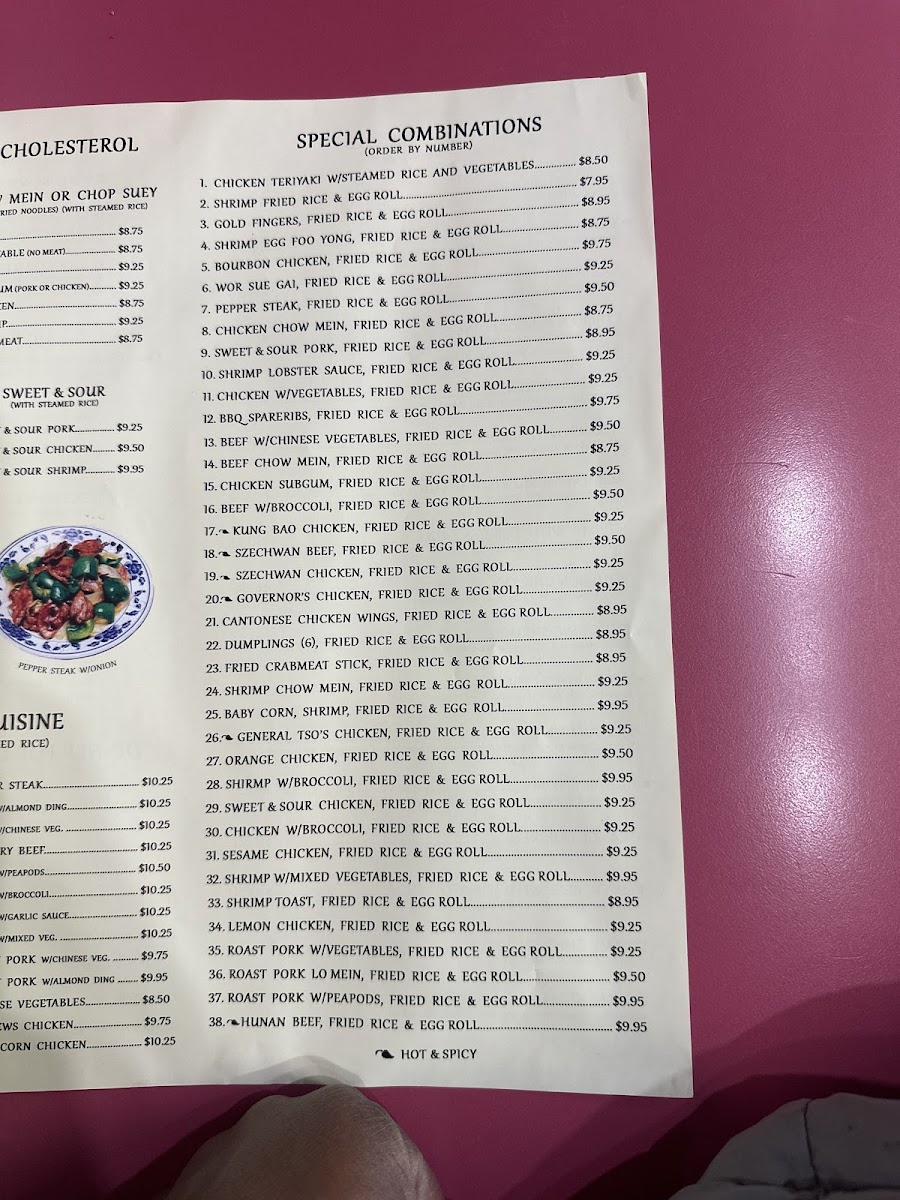 CHOLESTEROL
MEIN OR CHOP SUEY
NOODLES) (WITH STEAMED RICE)
$8.75
(NO MEAT) $8.75
$9.25
(PORK OR CHICKEN) $9.25
$8.75
$9.25
$8.75
SWEET & SOUR
(WITH STEAMED RICE)
& SOUR PORK $9.25
& SOUR CHICKEN $9.50
& SOUR SHRIMP $9.95
PEPPER STEAK W/ONION
RICE)
STEAK $10.25
W/ALMOND DING $10.25
W/CHINESE VEG. $10.25
BEEF $10.25
W/PEAPODS $10.50
W/BROCCOLI $10.25
W/GARLIC SAUCE $10.25
W/MIXED VEG. $10.25
PORK W/CHINESE VEG. $9.75
PORK W/ALMOND DING $9.95
VEGETABLES $8.50
CHICKEN $9.75
CORN CHICKEN $10.25
SPECIAL COMBINATIONS
(ORDER BY NUMBER)
1. CHICKEN TERIYAKI W/STEAMED RICE AND VEGETABLES $8.50
2. SHRIMP FRIED RICE & EGG ROLL $7.95
3. GOLD FINGERS, FRIED RICE & EGG ROLL $8.95
4. SHRIMP EGG FOO YONG, FRIED RICE & EGG ROLL $8.75
5. BOURBON CHICKEN, FRIED RICE & EGG ROLL $9.75
6. WOR SUE GAI, FRIED RICE & EGG ROLL $9.25
7. PEPPER STEAK, FRIED RICE & EGG ROLL $9.50
8. CHICKEN CHOW MEIN, FRIED RICE & EGG ROLL $8.75
9. SWEET & SOUR PORK, FRIED RICE & EGG ROLL $8.95
10. SHRIMP LOBSTER SAUCE, FRIED RICE & EGG ROLL $9.25
11. CHICKEN W/VEGETABLES, FRIED RICE & EGG ROLL $9.25
12. BBQ_SPARERIBS, FRIED RICE & EGG ROLL $9.75
13. BEEF W/CHINESE VEGETABLES, FRIED RICE & EGG ROLL $9.50
14. BEEF CHOW MEIN, FRIED RICE & EGG ROLL $8.75
15. CHICKEN SUBGUM, FRIED RICE & EGG ROLL $9.25
16. BEEF W/BROCCOLI, FRIED RICE & EGG ROLL $9.50
17. KUNG BAO CHICKEN, FRIED RICE & EGG ROLL $9.25
18. SZECHWAN BEEF, FRIED RICE & EGG ROLL $9.50
19. SZECHWAN CHICKEN, FRIED RICE & EGG ROLL $9.25
20. GOVERNOR'S CHICKEN, FRIED RICE & EGG ROLL $9.25
21. CANTONESE CHICKEN WINGS, FRIED RICE & EGG ROLL $8.95
22. DUMPLINGS (6), FRIED RICE & EGG ROLL $8.95
23. FRIED CRABMEAT STICK, FRIED RICE & EGG ROLL $8.95
24. SHRIMP CHOW MEIN, FRIED RICE & EGG ROLL $9.25
25. BABY CORN, SHRIMP, FRIED RICE & EGG ROLL $9.95
26. GENERAL TSO'S CHICKEN, FRIED RICE & EGG ROLL $9.25
27. ORANGE CHICKEN, FRIED RICE & EGG ROLL $9.50
28. SHIRMP W/BROCCOLI, FRIED RICE & EGG ROLL $9.95
29. SWEET & SOUR CHICKEN, FRIED RICE & EGG ROLL $9.25
30. CHICKEN W/BROCCOLI, FRIED RICE & EGG ROLL $9.25
31. SESAME CHICKEN, FRIED RICE & EGG ROLL $9.25
32. SHRIMP W/MIXED VEGETABLES, FRIED RICE & EGG ROLL $9.95
33. SHRIMP TOAST, FRIED RICE & EGG ROLL $8.95
34. LEMON CHICKEN, FRIED RICE & EGG ROLL $9.25
35. ROAST PORK W/VEGETABLES, FRIED RICE & EGG ROLL $9.25
36. ROAST PORK LO MEIN, FRIED RICE & EGG ROLL $9.50
37. ROAST PORK W/PEAPODS, FRIED RICE & EGG ROLL $9.95
38. HUNAN BEEF, FRIED RICE & EGG ROLL $9.95
HOT & SPICY